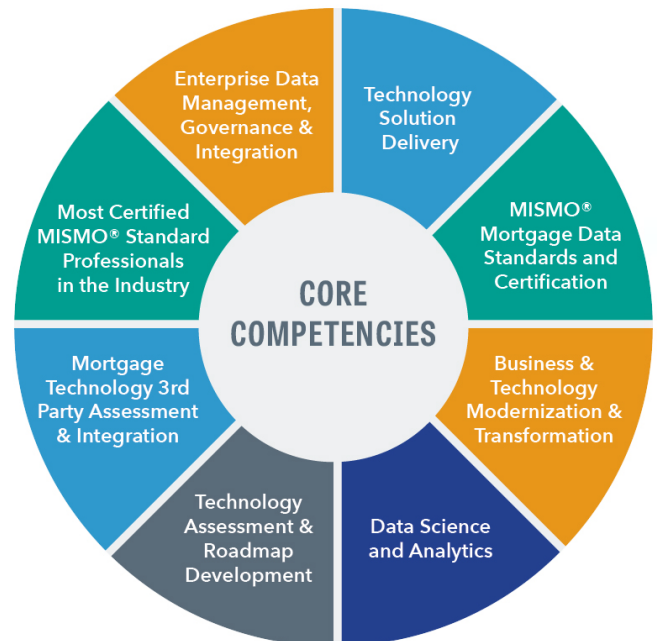 Enterprise Data
Management,
Governance &
Integration
Technology
Solution
Delivery
Most Certified
MISMO® Standard
Professionals
in the Industry
MISMO®
Mortgage Data
Standards and
Certification
CORE
COMPETENCIES
Mortgage
Technology 3rd
Party Assessment
& Integration
Business &
Technology
Modernization &
Transformation
Technology
Assessment &
Roadmap
Development
Data Science
and Analytics